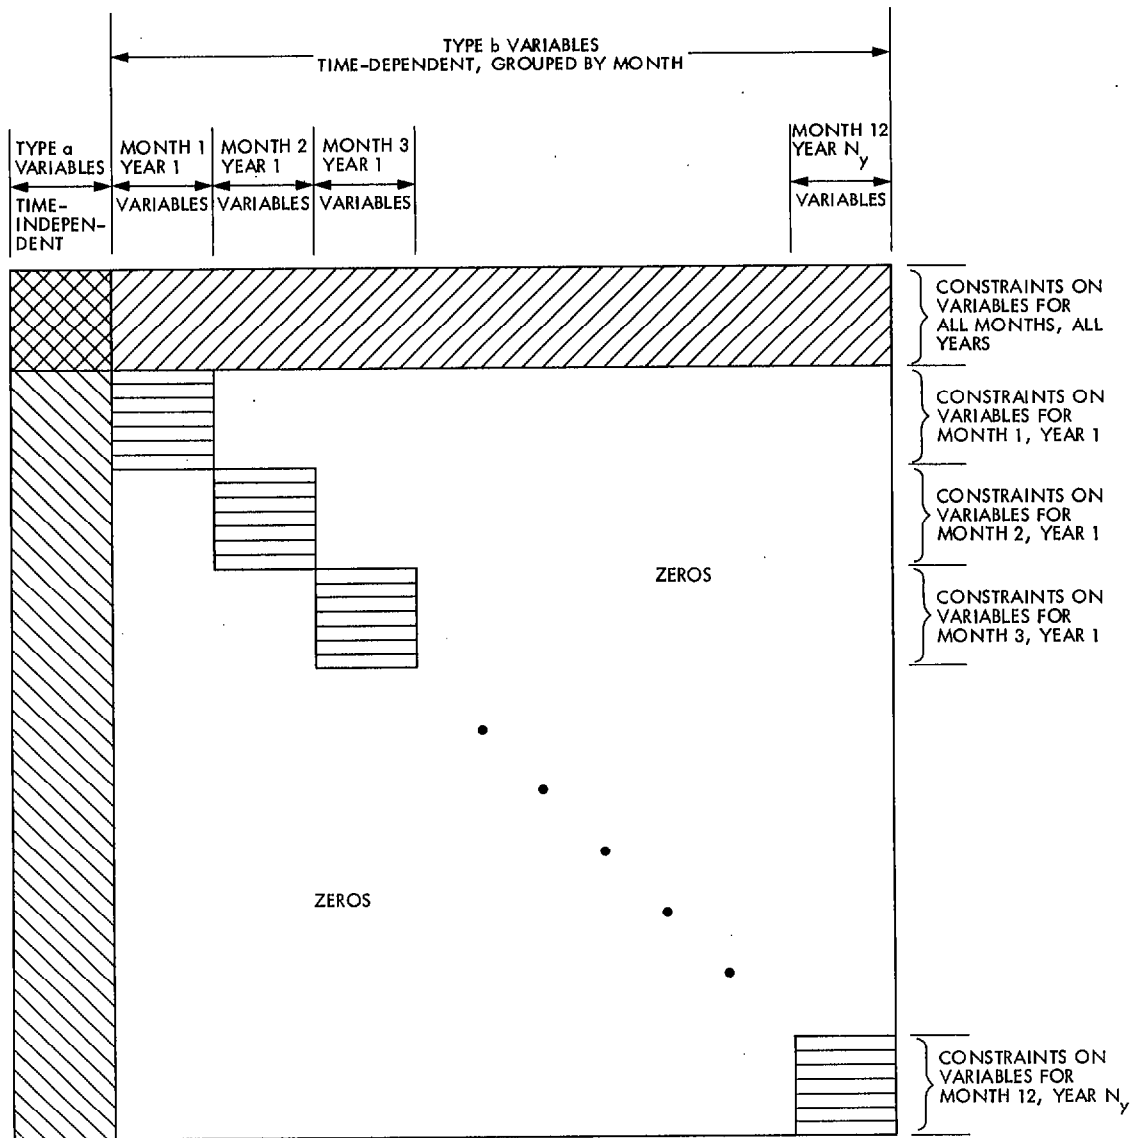 TYPE b VARIABLES
TIME-DEPENDENT, GROUPED BY MONTH
TYPE a
VARIABLES
TIME-
INDEPEN-
DENT
MONTH 1
YEAR 1
VARIABLES
MONTH 2
YEAR 1
VARIABLES
MONTH 3
YEAR 1
VARIABLES
MONTH 12
YEAR Ny
VARIABLES
CONSTRAINTS ON
VARIABLES FOR
ALL MONTHS, ALL
YEARS
CONSTRAINTS ON
VARIABLES FOR
MONTH 1, YEAR 1
CONSTRAINTS ON
VARIABLES FOR
MONTH 2, YEAR 1
ZEROS
CONSTRAINTS ON
VARIABLES FOR
MONTH 3, YEAR 1
ZEROS
CONSTRAINTS ON
VARIABLES FOR
MONTH 12, YEAR Ny